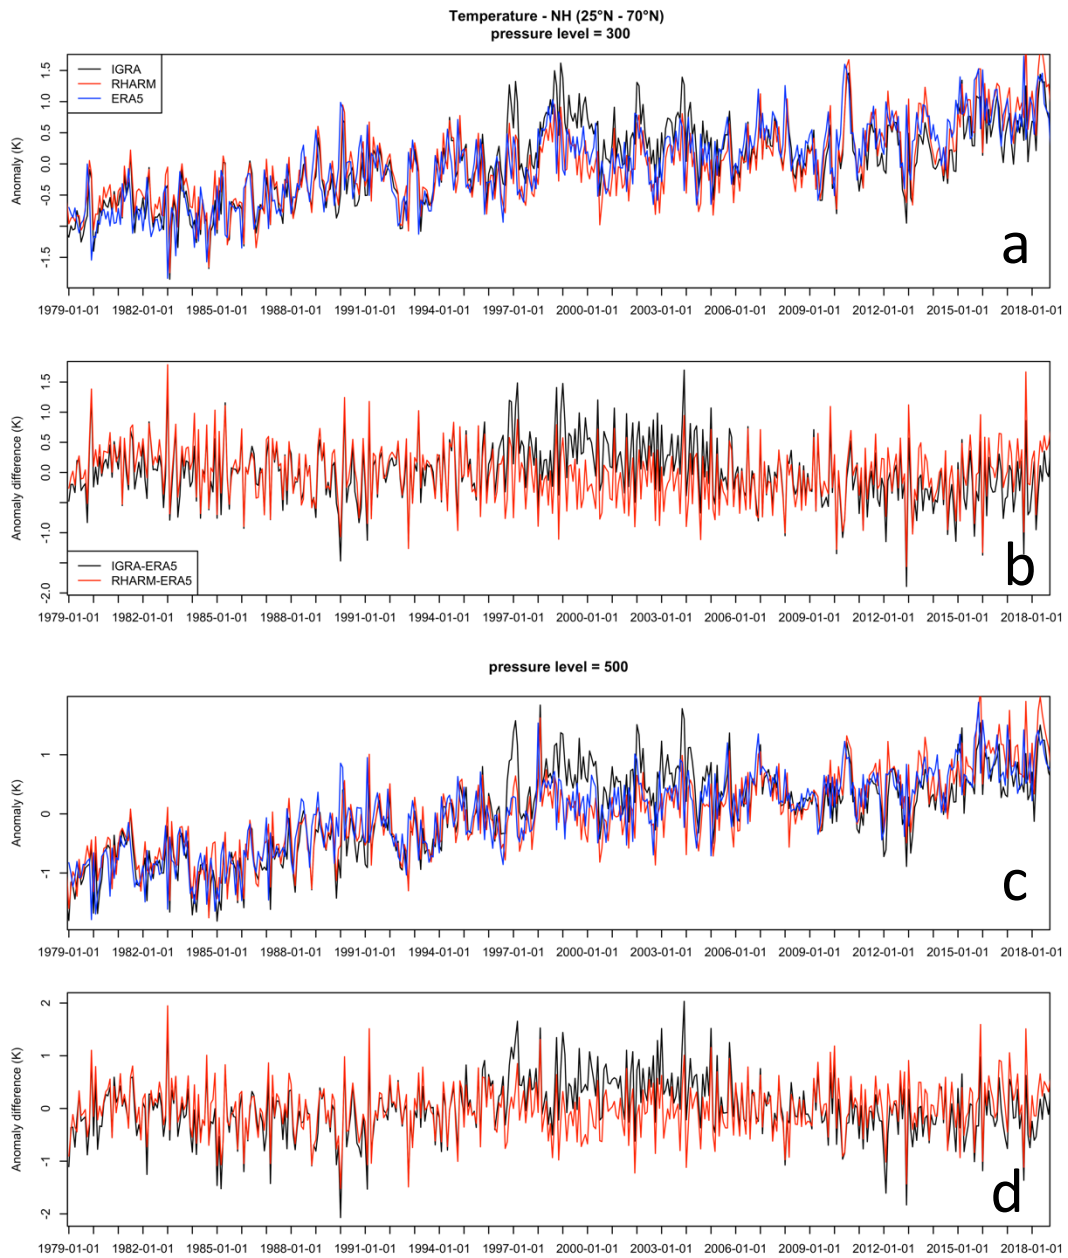 Temperature - NH (25°N - 70°N)
pressure level = 300
IGRA
RHARM
ERA5
Anomaly (K)
1.5
1.0
0.5
0.0
-0.5
-1.5
a
1979-01-01 1982-01-01 1985-01-01 1988-01-01 1991-01-01 1994-01-01 1997-01-01 2000-01-01 2003-01-01 2006-01-01 2009-01-01 2012-01-01 2015-01-01 2018-01-01
Anomaly difference (K)
1.5
1.0
0.5
0.0
-1.0
-2.0
IGRA-ERA5
RHARM-ERA5
b
1979-01-01 1982-01-01 1985-01-01 1988-01-01 1991-01-01 1994-01-01 1997-01-01 2000-01-01 2003-01-01 2006-01-01 2009-01-01 2012-01-01 2015-01-01 2018-01-01
pressure level = 500
Anomaly (K)
1
0
-1
c
1979-01-01 1982-01-01 1985-01-01 1988-01-01 1991-01-01 1994-01-01 1997-01-01 2000-01-01 2003-01-01 2006-01-01 2009-01-01 2012-01-01 2015-01-01 2018-01-01
Anomaly difference (K)
2
1
0
-1
-2
d
1979-01-01 1982-01-01 1985-01-01 1988-01-01 1991-01-01 1994-01-01 1997-01-01 2000-01-01 2003-01-01 2006-01-01 2009-01-01 2012-01-01 2015-01-01 2018-01-01